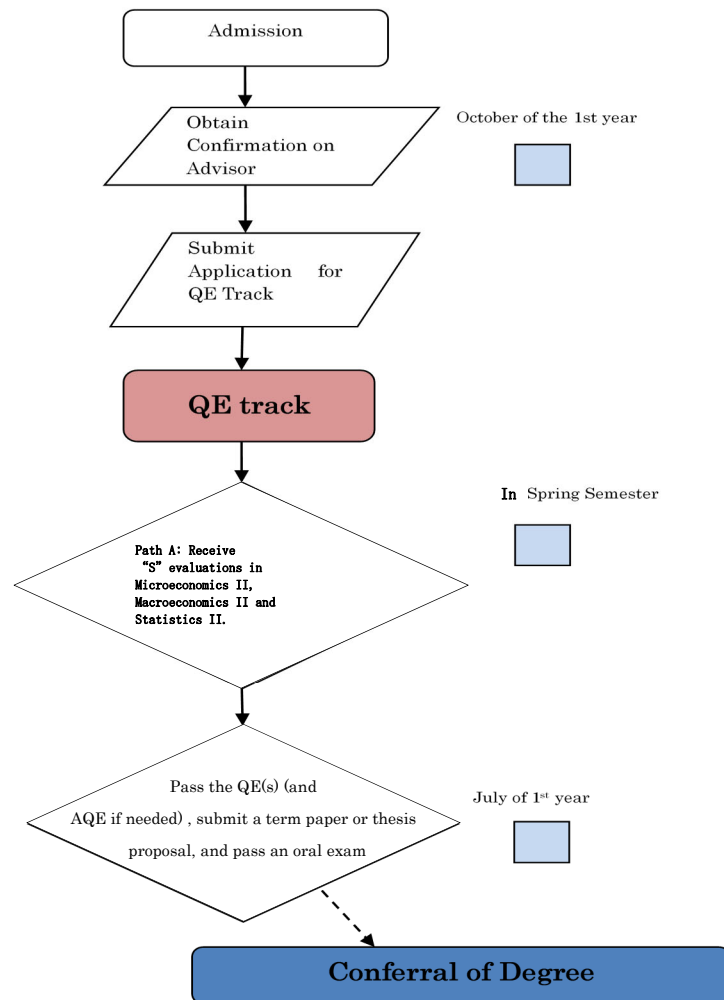 Admission
Obtain
Confirmation on
Advisor
October of the 1st year
Submit
Application for
QE Track
QE track
In Spring Semester
Path A: Receive
“S” evaluations in
Microeconomics II,
Macroeconomics II and
Statistics II.
Pass the QE(s) (and
AQE if needed) , submit a term paper or thesis
proposal, and pass an oral exam
July of 1st year
Conferral of Degree